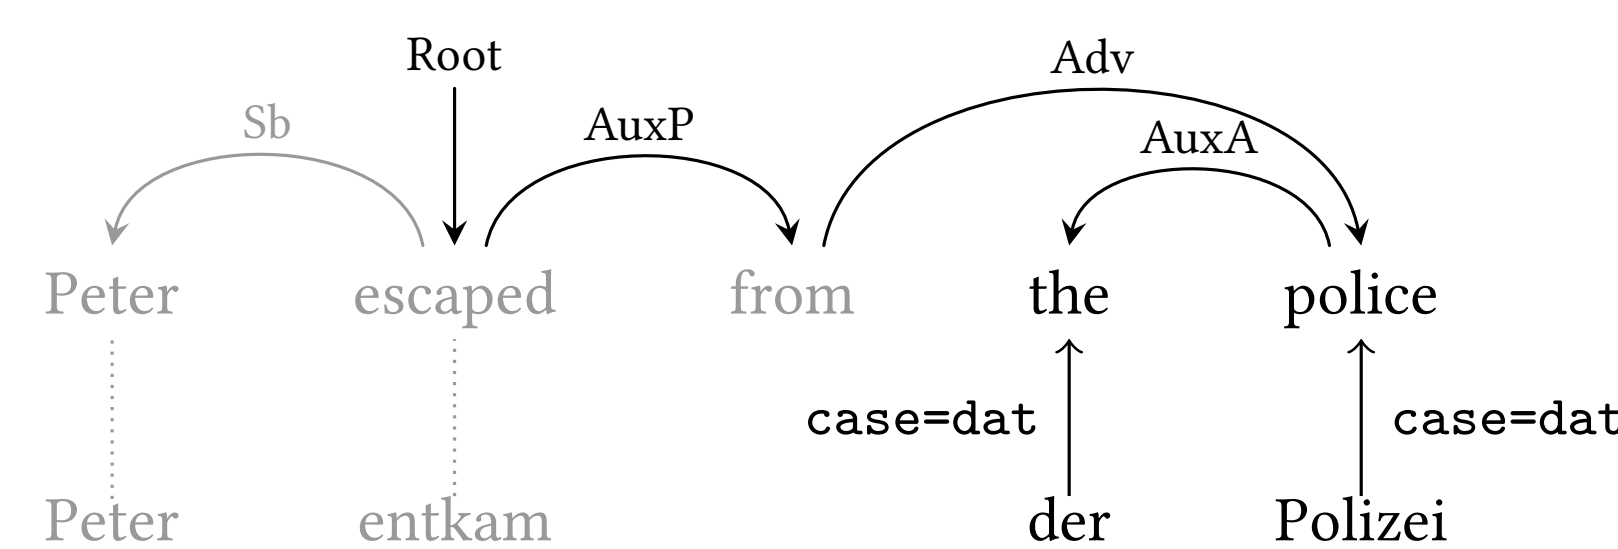 Root
Adv
Sb
AuxP
AuxA
Peter escaped from the police
case=dat case=dat
Peter entkam der Polizei